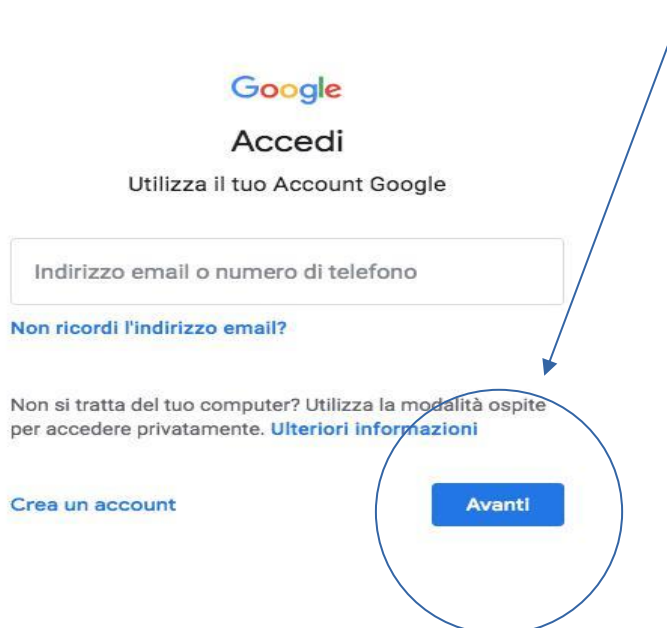 Google
Accedi
Utilizza il tuo Account Google
Indirizzo email o numero di telefono
Non ricordi l'indirizzo email?
Non si tratta del tuo computer? Utilizza la modalità ospite
per accedere privatamente. Ulteriori informazioni
Crea un account
Avanti